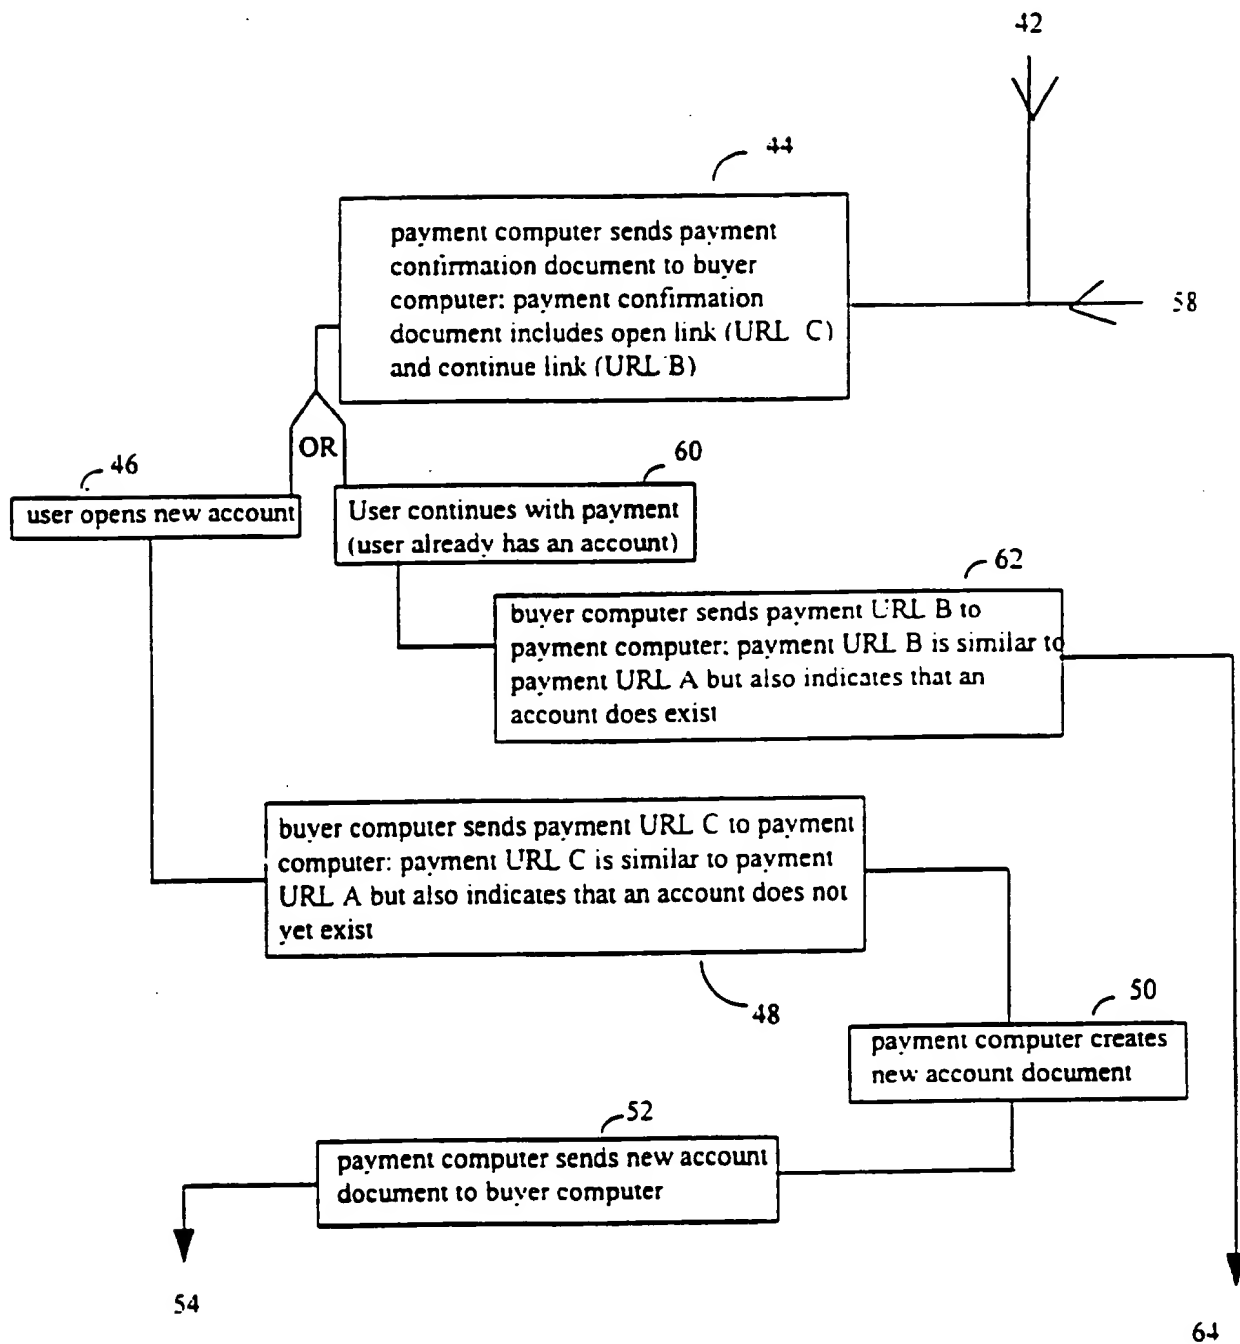 42
44
payment computer sends payment
confirmation document to buyer
computer: payment confirmation
document includes open link (URL C)
and continue link (URL B)
58
OR
46
user opens new account
60
User continues with payment
(user already has an account)
62
buyer computer sends payment URL B to
payment computer: payment URL B is similar to
payment URL A but also indicates that an
account does exist
buyer computer sends payment URL C to payment
computer: payment URL C is similar to payment
URL A but also indicates that an account does not
yet exist
48
50
payment computer creates
new account document
52
payment computer sends new account
document to buyer computer
54
64